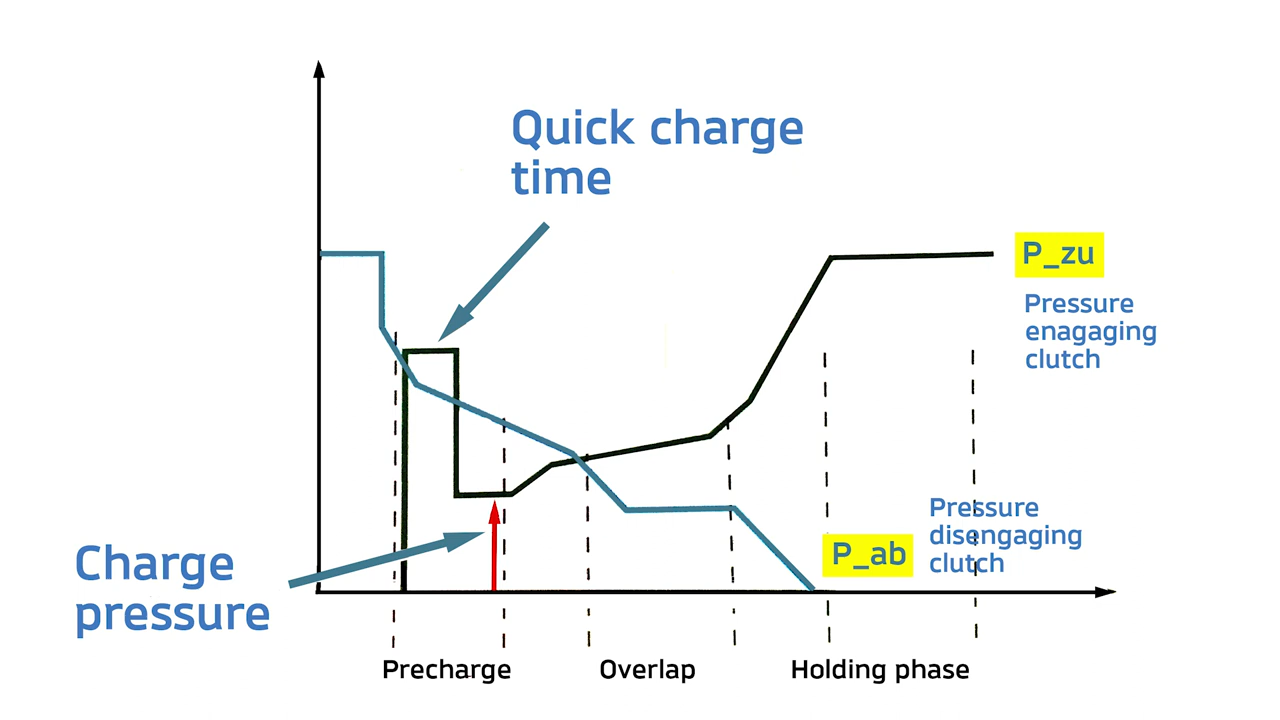 Quick charge
time
P_zu
Pressure
enagaging
clutch
Pressure
disengaging
clutch
P_ab
Charge
pressure
Precharge
Overlap
Holding phase